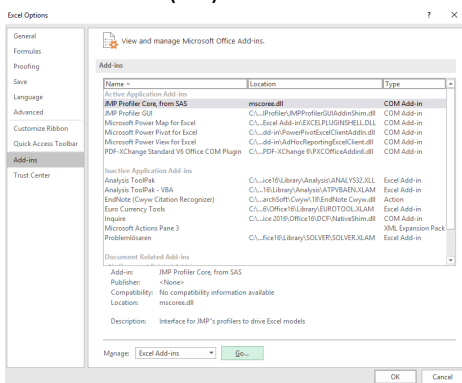 Excel Options ? ×
General
Formulas
Proofing
Save
Language
Advanced
Customize Ribbon
Quick Access Toolbar
Add-ins
Trust Center
View and manage Microsoft Office Add-ins.
Add-ins
Name Location Type
Active Application Add-ins
JMP Profiler Core, from SAS mscoree.dll COM Add-in
JMP Profiler GUI C:\...lProfiler\JMPProfilerGUIAddinShim.dll COM Add-in
Microsoft Power Map for Excel C:\...Excel Add-in\EXCELPLUGINSHELL.DLL COM Add-in
Microsoft Power Pivot for Excel C:\...dd-in\PowerPivotExcelClientAddIn.dll COM Add-in
Microsoft Power View for Excel C:\...dd-in\AdHocReportingExcelClient.dll COM Add-in
PDF-XChange Standard V6 Office COM Plugin C:\...DF-XChange 6\PXCOfficeAddin6.dll COM Add-in
Inactive Application Add-ins
Analysis ToolPak C:\...ice16\Library\Analysis\ANALYS32.XLL Excel Add-in
Analysis ToolPak - VBA C:\...16\Library\Analysis\ATPVBAEN.XLAM Excel Add-in
EndNote (Cwyw Citation Recognizer) C:\...archSoft\Cwyw\18\EndNote Cwyw.dll Action
Euro Currency Tools C:\...6\Office16\Library\EUROTOOL.XLAM Excel Add-in
Inquire C:\...ice 2016\Office16\DCF\NativeShim.dll COM Add-in
Microsoft Actions Pane 3 XML Expansion Pack
Problemlösaren C:\...fice16\Library\SOLVER\SOLVER.XLAM Excel Add-in
Document Related Add-ins
Add-in: JMP Profiler Core, from SAS
Publisher: <None>
Compatibility: No compatibility information available
Location: mscoree.dll
Description: Interface for JMP"s profilers to drive Excel models
Manage: Excel Add-ins Go...
OK Cancel